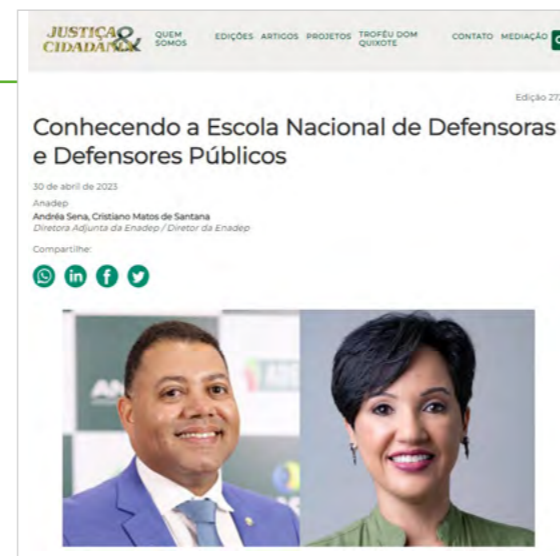 JUSTIÇA &
CIDADANIA
QUEM
SOMOS
EDIÇÕES
ARTIGOS
PROJETOS
TROFÉU DOM
QUIXOTE
CONTATO
MEDIAÇÃO
Edição 27
Conhecendo a Escola Nacional de Defensoras
e Defensores Públicos
30 de abril de 2023
Anadep
Andréa Sena, Cristiano Matos de Santana
Diretora Adjunta da Enadep / Diretor da Enadep
Compartilhe:
in
f